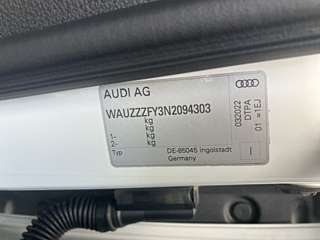 AUDI AG
WAUZZZFY3N2094303
kg
kg
1- kg
2- kg
Typ
DE-85045 Ingolstadt
Germany
032022
DTPA
01 =1EJ
I